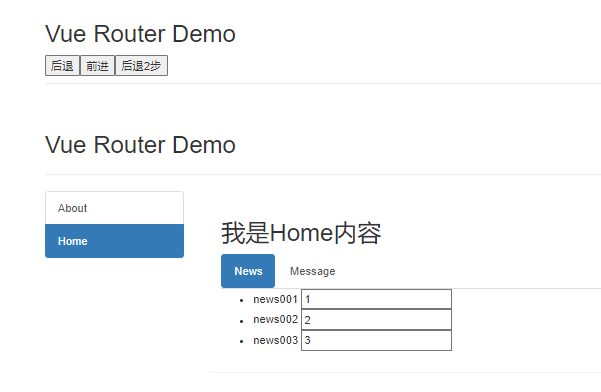 Vue Router Demo
后退 前进 后退2步
Vue Router Demo
About
Home
我是Home内容
News Message
news001 1
news002 2
news003 3